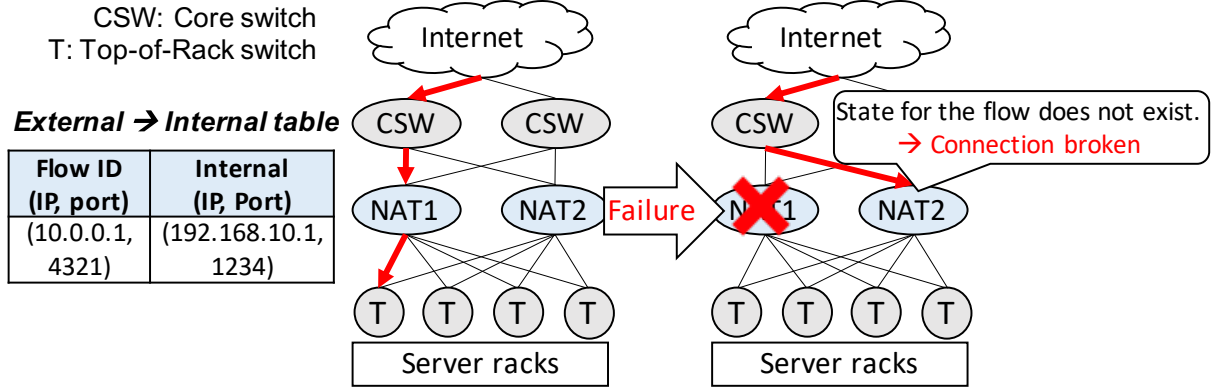 CSW: Core switch
T: Top-of-Rack switch
External → Internal table
Flow ID
(IP, port)
Internal
(IP, Port)
(10.0.0.1,
4321)
(192.168.10.1,
1234)
Internet
CSW
CSW
NAT1
NAT2
T
T
T
T
Server racks
Failure
Internet
CSW
State for the flow does not exist.
→ Connection broken
NAT1
NAT2
T
T
T
T
Server racks